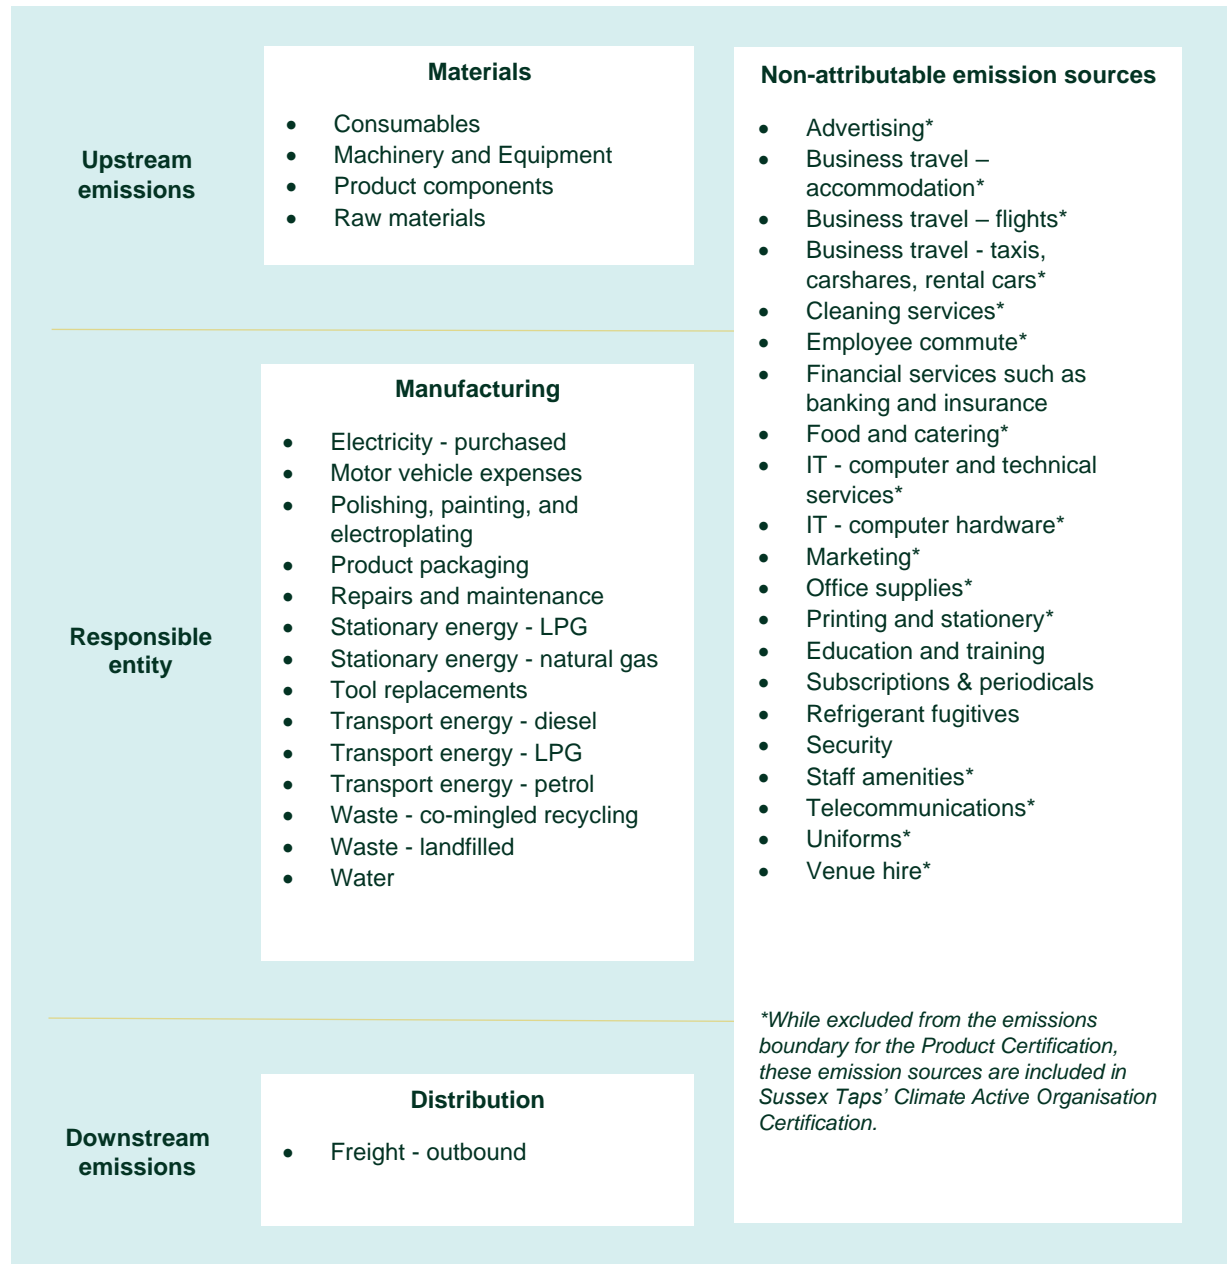 Upstream
emissions
Materials
• Consumables
• Machinery and Equipment
• Product components
• Raw materials
Responsible
entity
Manufacturing
• Electricity - purchased
• Motor vehicle expenses
• Polishing, painting, and
electroplating
• Product packaging
• Repairs and maintenance
• Stationary energy - LPG
• Stationary energy - natural gas
• Tool replacements
• Transport energy - diesel
• Transport energy - LPG
• Transport energy - petrol
• Waste - co-mingled recycling
• Waste - landfilled
• Water
Downstream
emissions
Distribution
• Freight - outbound
Non-attributable emission sources
• Advertising*
• Business travel –
accommodation*
• Business travel – flights*
• Business travel - taxis,
carshares, rental cars*
• Cleaning services*
• Employee commute*
• Financial services such as
banking and insurance
• Food and catering*
• IT - computer and technical
services*
• IT - computer hardware*
• Marketing*
• Office supplies*
• Printing and stationery*
• Education and training
• Subscriptions & periodicals
• Refrigerant fugitives
• Security
• Staff amenities*
• Telecommunications*
• Uniforms*
• Venue hire*
*While excluded from the emissions
boundary for the Product Certification,
these emission sources are included in
Sussex Taps’ Climate Active Organisation
Certification.